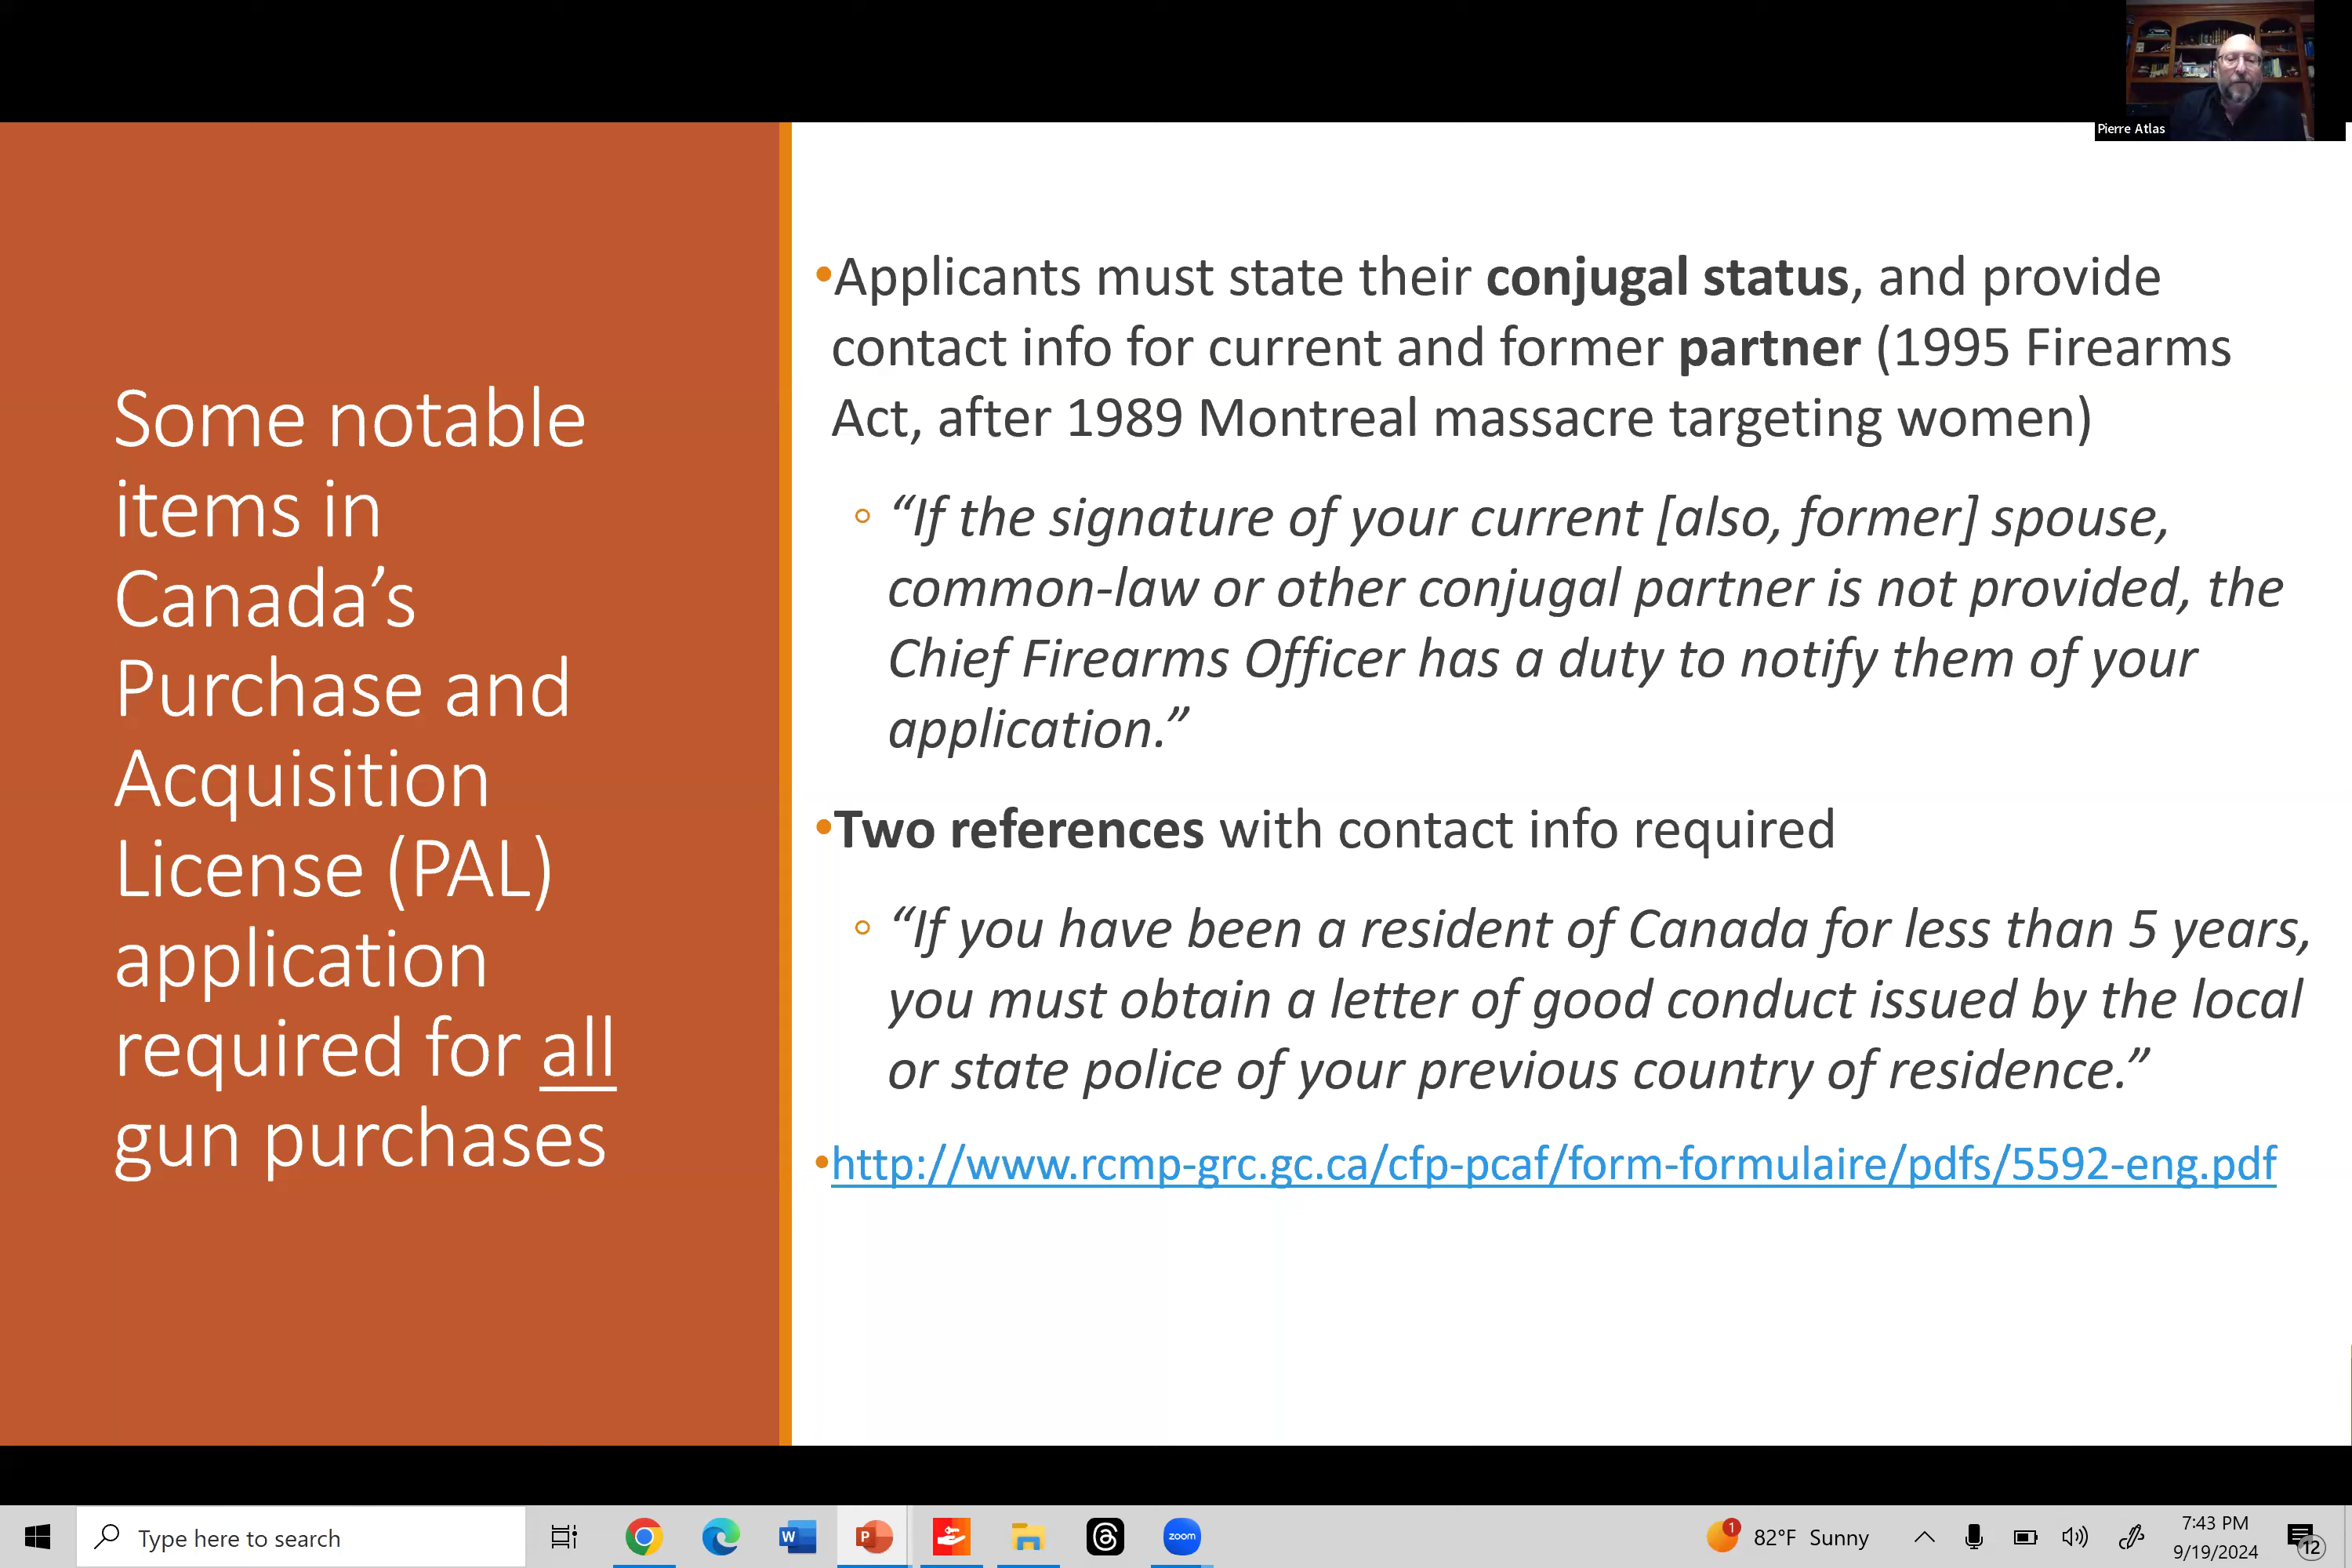 Pierre Atlas
Some notable
items in
Canada’s
Purchase and
Acquisition
License (PAL)
application
required for all
gun purchases
•Applicants must state their conjugal status, and provide
contact info for current and former partner (1995 Firearms
Act, after 1989 Montreal massacre targeting women)
◦ “If the signature of your current [also, former] spouse,
common-law or other conjugal partner is not provided, the
Chief Firearms Officer has a duty to notify them of your
application.”
•Two references with contact info required
◦ “If you have been a resident of Canada for less than 5 years,
you must obtain a letter of good conduct issued by the local
or state police of your previous country of residence.”
•http://www.rcmp-grc.gc.ca/cfp-pcaf/form-formulaire/pdfs/5592-eng.pdf
Type here to search
W
P
zoom
1
82°F Sunny
7:43 PM
9/19/2024
12